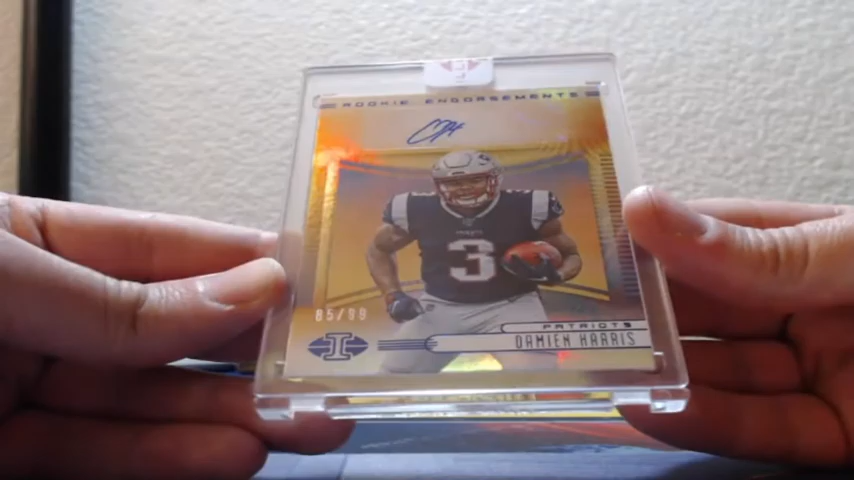 ROOKIE ENDORSEMENTS
3
85/99
PATRIOTS
I
DAMIEN HARRIS